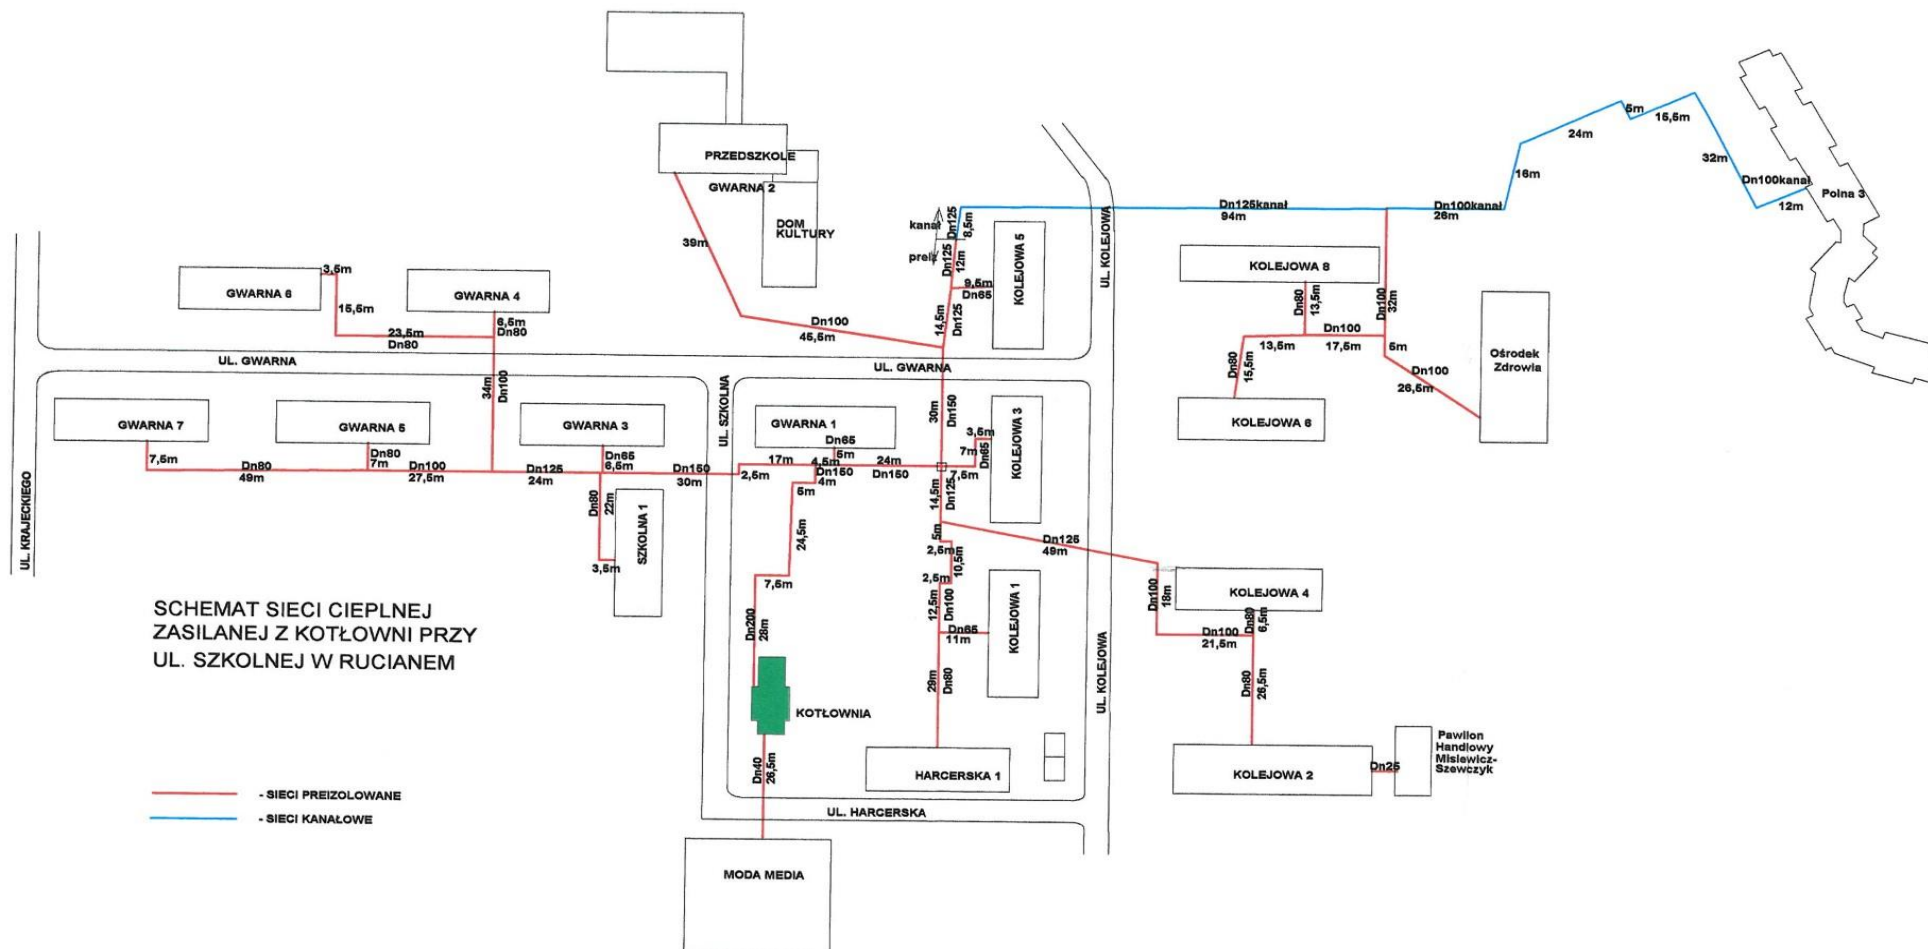 PRZEDSZKOLE
GWARNA 2
DOM
KULTURY
39m
Dn100
45,5m
kanał
preiz
Dn125
8,5m
Dn125
12m
9,5m
Dn65
14,5m
Dn125
KOLEJOWA 5
UL. KOLEJOWA
Dn125kanał
94m
Dn100kanał
26m
16m
24m
5m
15,5m
32m
Dn100kanał
12m
Polna 3
KOLEJOWA 8
Dn80
13,5m
Dn100
32m
Dn100
13,5m
17,5m
5m
Dn80
15,5m
Dn100
26,5m
KOLEJOWA 6
Ośrodek
Zdrowia
3,5m
GWARNA 6
15,5m
23,5m
Dn80
GWARNA 4
6,5m
Dn80
UL. GWARNA
UL. GWARNA
34m
Dn100
GWARNA 7
7,5m
Dn80
49m
GWARNA 5
Dn80
7m
Dn100
27,5m
GWARNA 3
Dn65
6,5m
Dn125
24m
Dn150
30m
UL. SZKOLNA
GWARNA 1
Dn65
5m
17m
2,5m
4,5m
Dn150
4m
24m
Dn150
5m
30m
Dn150
3,5m
7m
Dn65
7,5m
KOLEJOWA 3
Dn80
22m
3,5m
SZKOLNA 1
24,5m
7,5m
Dn200
28m
14,5m
Dn125
5m
2,5m
10,5m
2,5m
12,5m
Dn100
Dn65
11m
KOLEJOWA 1
29m
Dn80
Dn125
49m
Dn100
18m
KOLEJOWA 4
Dn80
6,5m
Dn100
21,5m
Dn80
26,5m
UL. KOLEJOWA
UL. KRAJECKIEGO
SCHEMAT SIECI CIEPLNEJ
ZASILANEJ Z KOTŁOWNI PRZY
UL. SZKOLNEJ W RUCIANEM
KOTŁOWNIA
Dn40
26,5m
HARCERSKA 1
KOLEJOWA 2
Dn25
Pawilon
Handlowy
Misiewicz-
Szewczyk
- SIECI PREIZOLOWANE
- SIECI KANAŁOWE
UL. HARCERSKA
MODA MEDIA